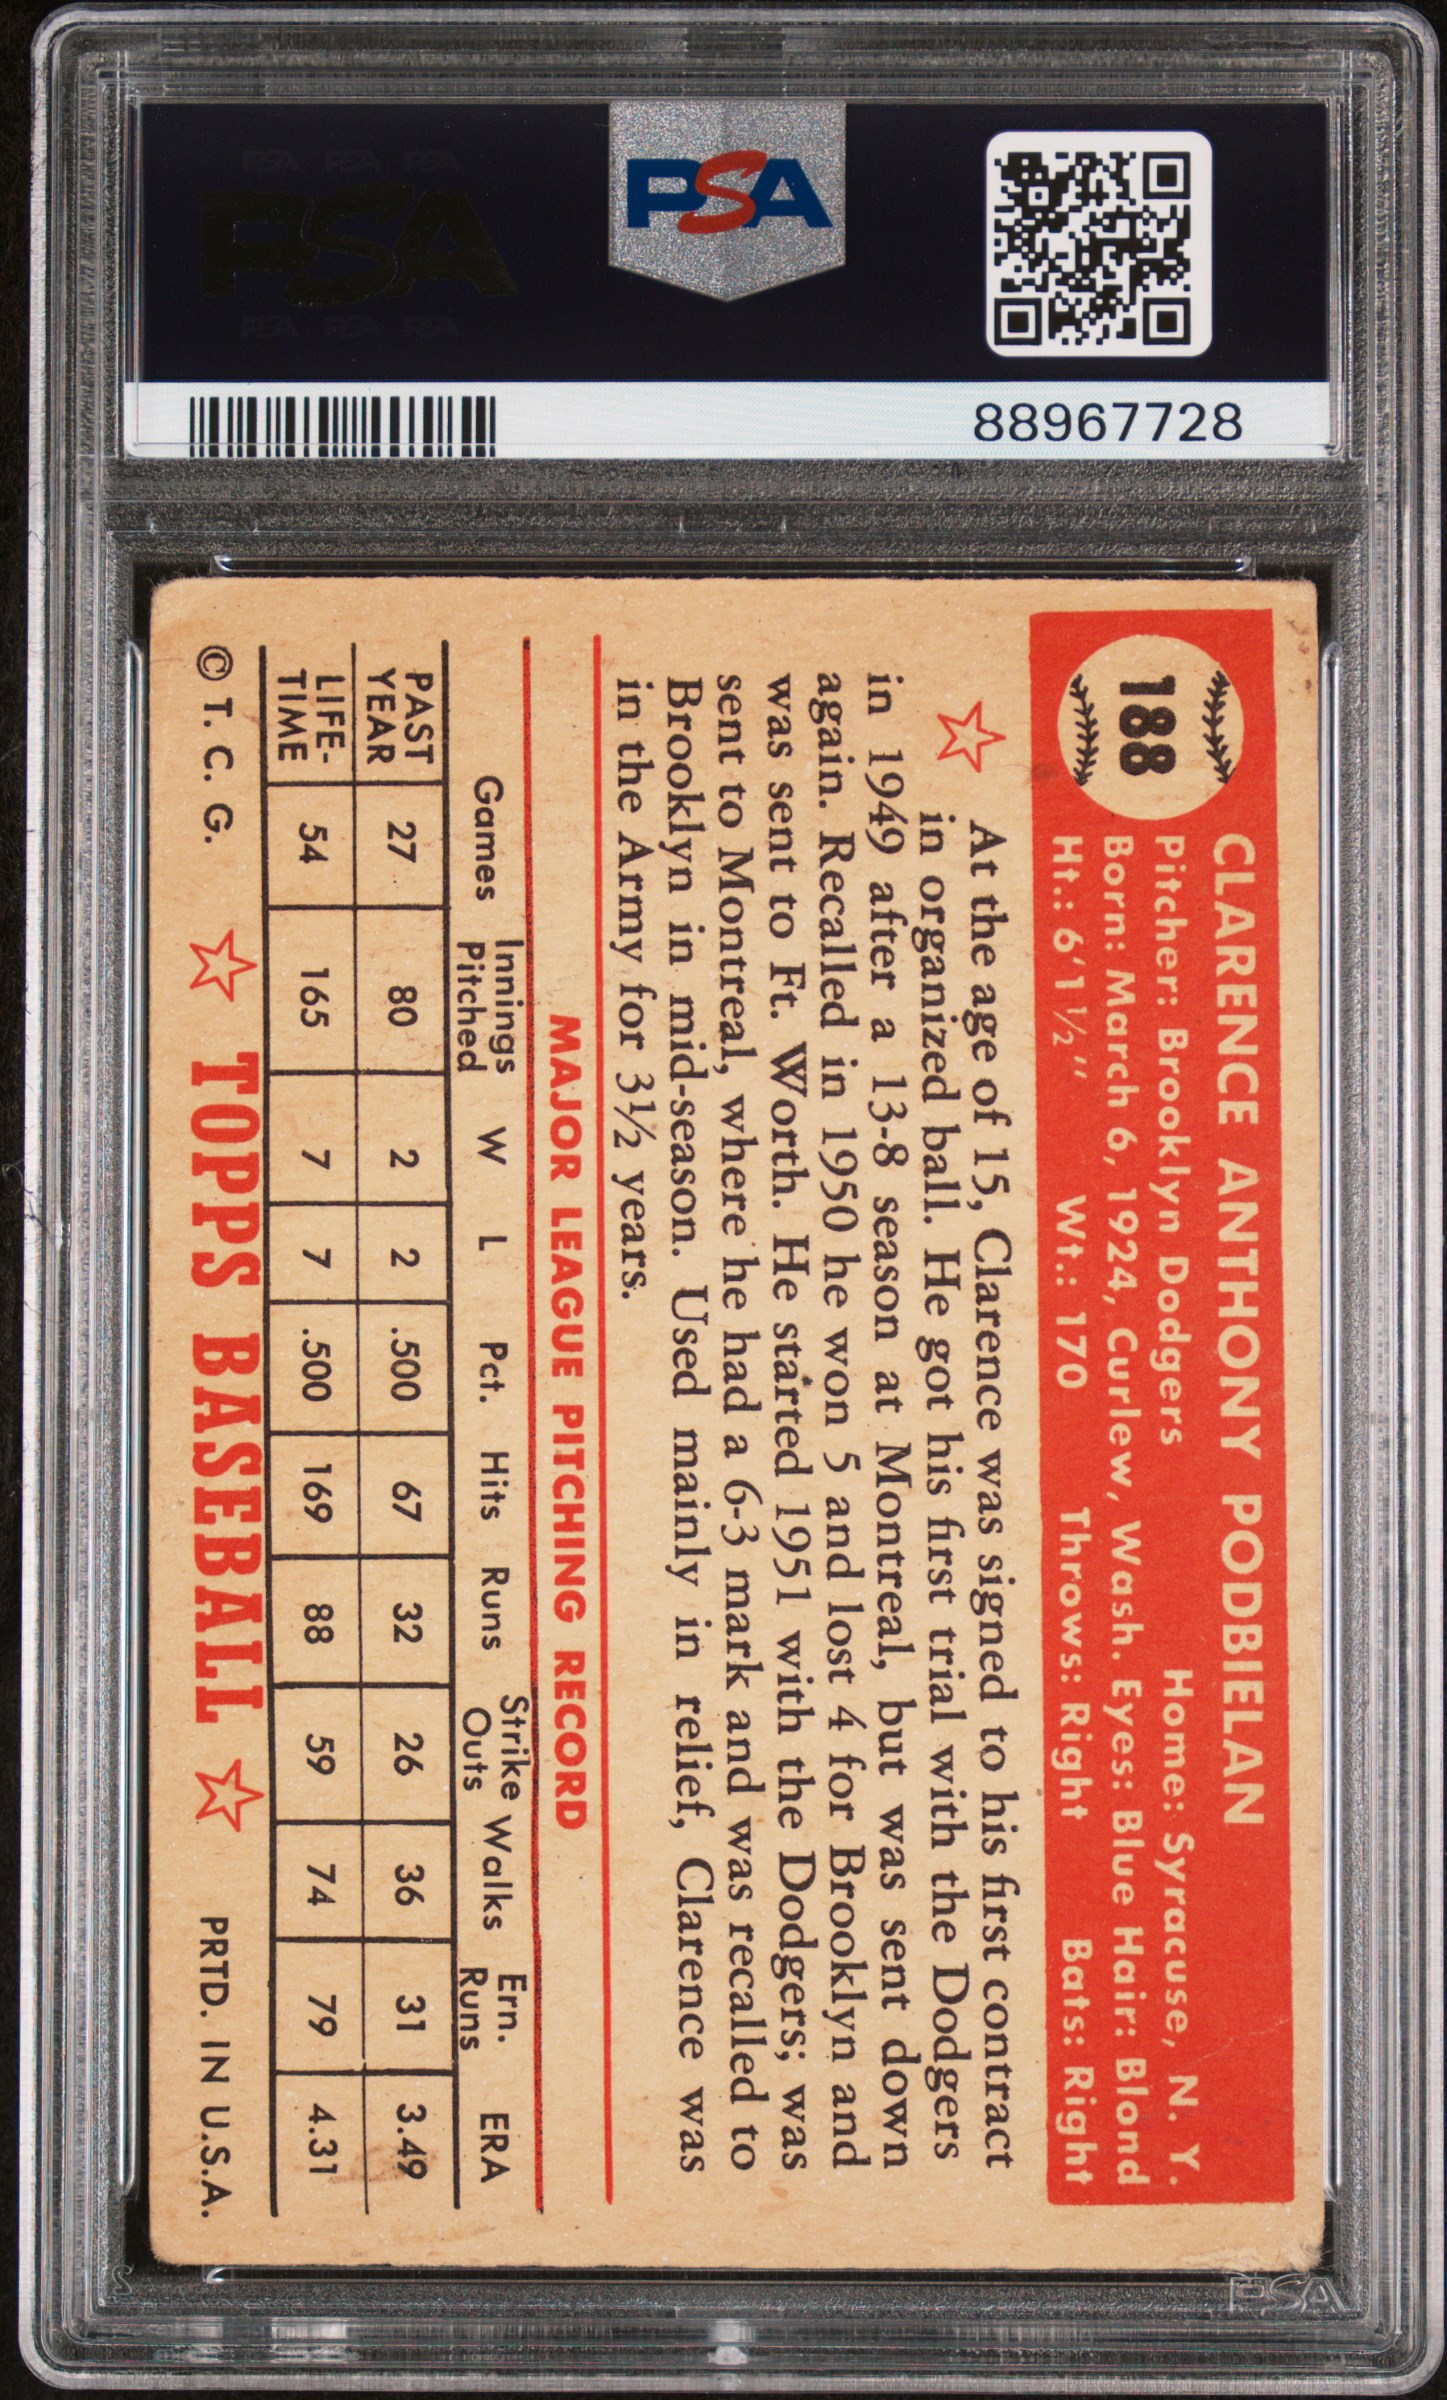 PSA
PSA PSA PSA
PSA
PSA PSA PSA
88967728
188
CLARENCE ANTHONY PODBIELAN
Pitcher: Brooklyn Dodgers Home: Syracuse, N. Y.
Born: March 6, 1924, Curlew, Wash. Eyes: Blue Hair: Blond
Ht.: 6'1½" Wt.: 170 Throws: Right Bats: Right
At the age of 15, Clarence was signed to his first contract
in organized ball. He got his first trial with the Dodgers
in 1949 after a 13-8 season at Montreal, but was sent down
again. Recalled in 1950 he won 5 and lost 4 for Brooklyn and
was sent to Ft. Worth. He started 1951 with the Dodgers; was
sent to Montreal, where he had a 6-3 mark and was recalled to
Brooklyn in mid-season. Used mainly in relief, Clarence was
in the Army for 3½ years.
MAJOR LEAGUE PITCHING RECORD
Games Innings Pitched W L Pct. Hits Runs Strike Outs Walks Ern. Runs ERA
PAST YEAR 27 80 2 2 .500 67 32 26 36 31 3.49
LIFE-TIME 54 165 7 7 .500 169 88 59 74 79 4.31
© T. C. G. TOPPS BASEBALL PRTD. IN U.S.A.
PSA